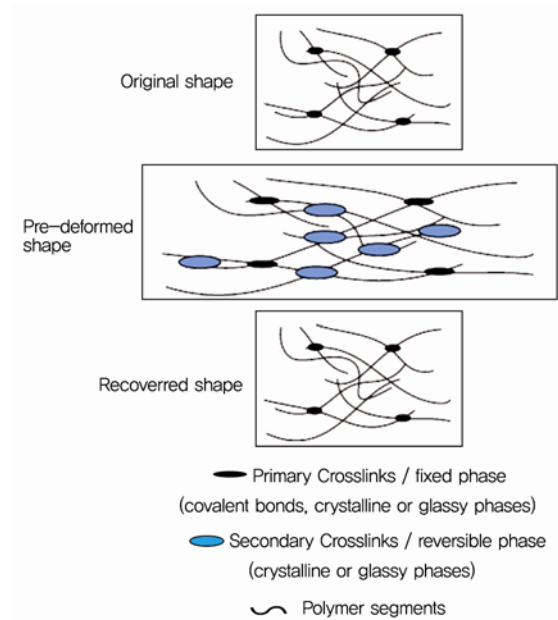 Original shape
Pre-deformed
shape
Recoverred shape
Primary Crosslinks / fixed phase
(covalent bonds, crystalline or glassy phases)
Secondary Crosslinks / reversible phase
(crystalline or glassy phases)
Polymer segments